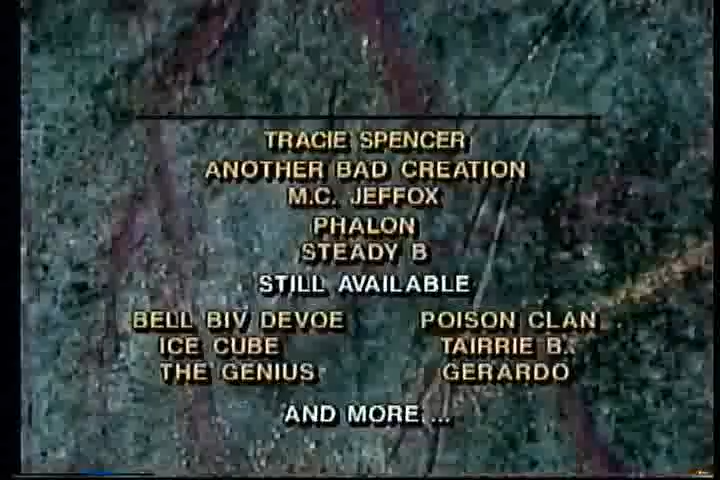 TRACIE SPENCER
ANOTHER BAD CREATION
M.C. JEFFOX
PHALON
STEADY B
STILL AVAILABLE
BELL BIV DEVOE POISON CLAN
ICE CUBE TAIRRIE B.
THE GENIUS GERARDO
AND MORE ...